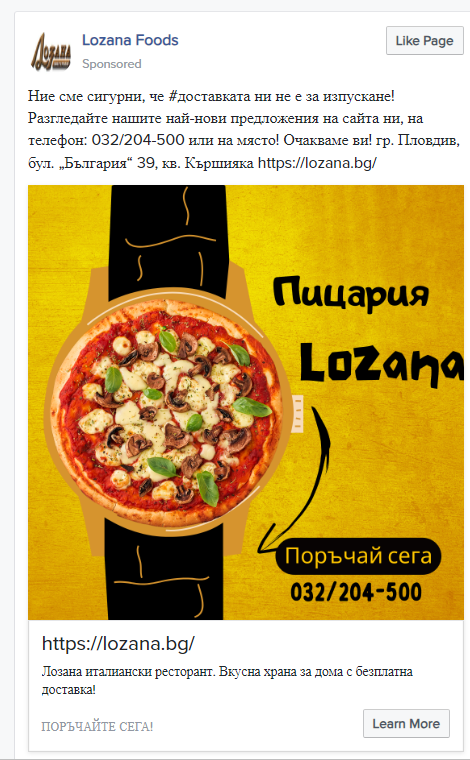 Lozana
Lozana Foods
Sponsored
Like Page
Ние сме сигурни, че #доставката ни не е за изпускане!
Разгледайте нашите най-нови предложения на сайта ни, на
телефон: 032/204-500 или на място! Очакваме ви! гр. Пловдив,
бул. „България“ 39, кв. Кършияка https://lozana.bg/
Пицария
Lozana
Поръчай сега
032/204-500
https://lozana.bg/
Лозана италиански ресторант. Вкусна храна за дома с безплатна
доставка!
ПОРЪЧАЙТЕ СЕГА!
Learn More